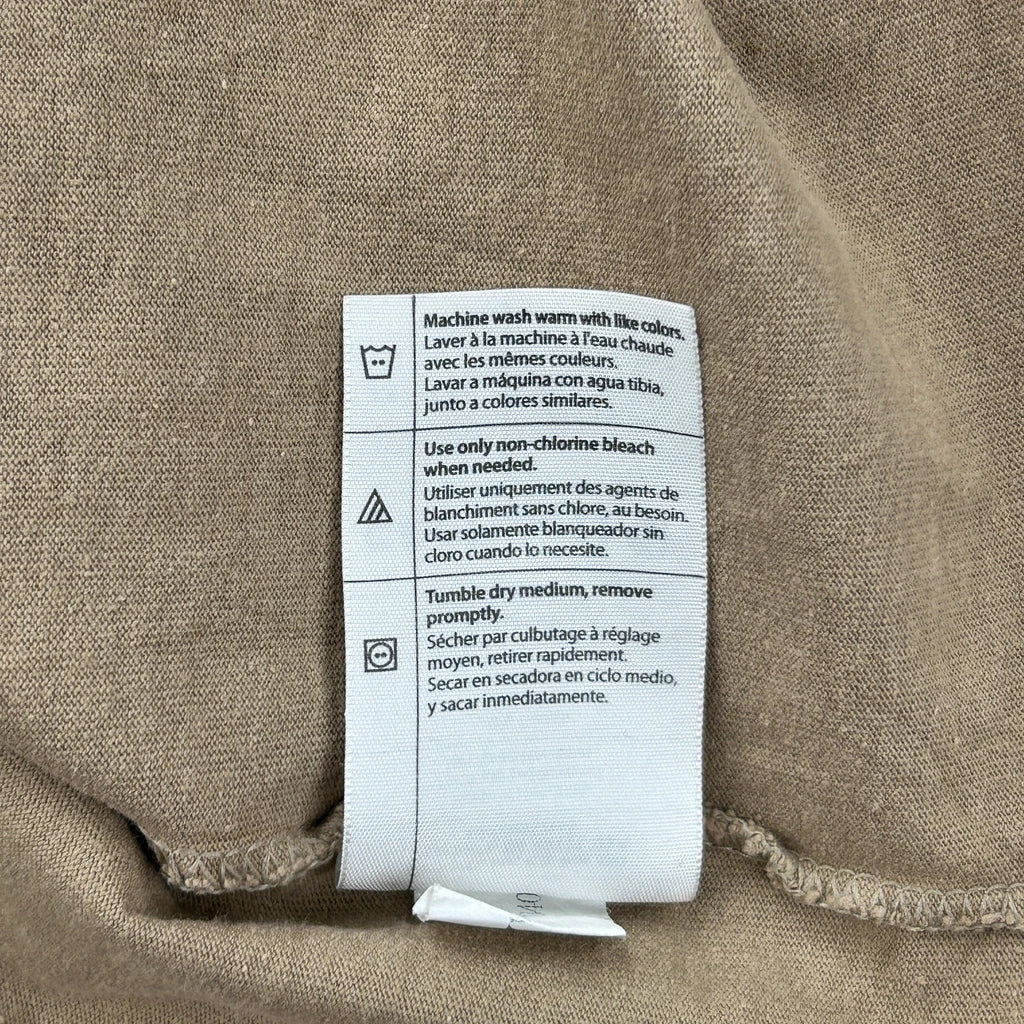 Machine wash warm with like colors.
Laver à la machine à l'eau chaude
avec les mêmes couleurs.
Lavar a máquina con agua tibia,
junto a colores similares.
Use only non-chlorine bleach
when needed.
Utiliser uniquement des agents de
blanchiment sans chlore, au besoin.
Usar solamente blanqueador sin
cloro cuando lo necesite.
Tumble dry medium, remove
promptly.
Sécher par culbutage à réglage
moyen, retirer rapidement.
Secar en secadora en ciclo medio,
y sacar inmediatamente.